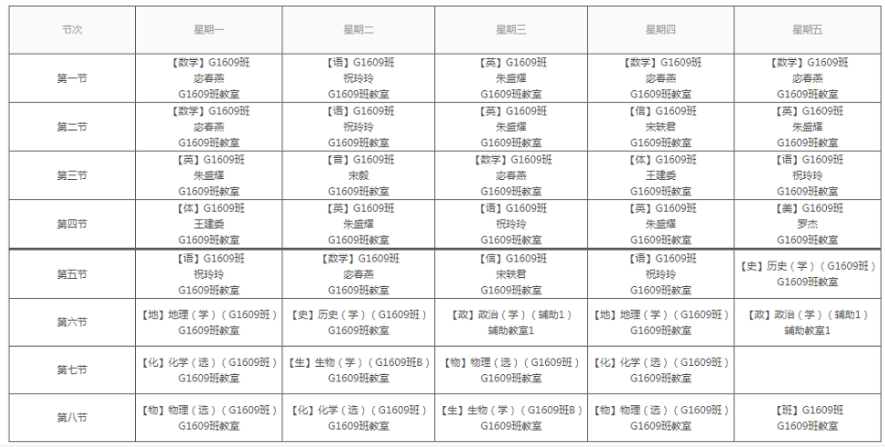 节次 星期一 星期二 星期三 星期四 星期五
【数学】G1609班 【语】G1609班 【英】G1609班 【数学】G1609班 【数学】G1609班
第一节 宓春燕 祝玲玲 朱盛耀 宓春燕 宓春燕
G1609班教室 G1609班教室 G1609班教室 G1609班教室 G1609班教室
【数学】G1609班 【语】G1609班 【英】G1609班 【信】G1609班 【英】G1609班
第二节 宓春燕 祝玲玲 朱盛耀 宋轶君 朱盛耀
G1609班教室 G1609班教室 G1609班教室 G1609班教室 G1609班教室
【英】G1609班 【音】G1609班 【数学】G1609班 【体】G1609班 【语】G1609班
第三节 朱盛耀 宋毅 宓春燕 王建委 祝玲玲
G1609班教室 G1609班教室 G1609班教室 G1609班教室 G1609班教室
【体】G1609班 【英】G1609班 【语】G1609班 【英】G1609班 【美】G1609班
第四节 王建委 朱盛耀 祝玲玲 朱盛耀 罗杰
G1609班教室 G1609班教室 G1609班教室 G1609班教室 G1609班教室
【语】G1609班 【数学】G1609班 【信】G1609班 【语】G1609班 【史】历史（学）（G1609班）
第五节 祝玲玲 宓春燕 宋轶君 祝玲玲 G1609班教室
G1609班教室 G1609班教室 G1609班教室 G1609班教室
【地】地理（学）（G1609班） 【史】历史（学）（G1609班） 【政】政治（学）（辅助1） 【地】地理（学）（G1609班） 【政】政治（学）（辅助1）
第六节 G1609班教室 G1609班教室 辅助教室1 G1609班教室 辅助教室1
【化】化学（选）（G1609班） 【生】生物（学）（G1609班B） 【物】物理（选）（G1609班） 【化】化学（选）（G1609班）
第七节 G1609班教室 G1609班教室 G1609班教室 G1609班教室
【物】物理（选）（G1609班） 【化】化学（选）（G1609班） 【生】生物（学）（G1609班B） 【物】物理（选）（G1609班） 【班】G1609班
第八节 G1609班教室 G1609班教室 G1609班教室 G1609班教室 G1609班教室